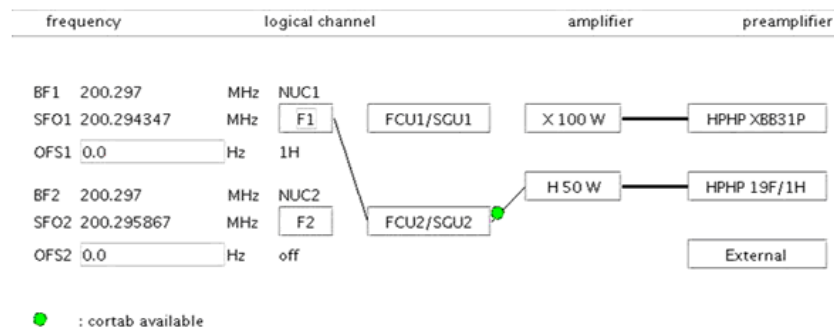 frequency logical channel amplifier preamplifier
BF1 200.297 MHz NUC1
SFO1 200.294347 MHz F1 FCU1/SGU1 X 100 W HPHP XBB31P
OFS1 0.0 Hz 1H
BF2 200.297 MHz NUC2 H 50 W HPHP 19F/1H
SFO2 200.295867 MHz F2 FCU2/SGU2
OFS2 0.0 Hz off External
: cortab available